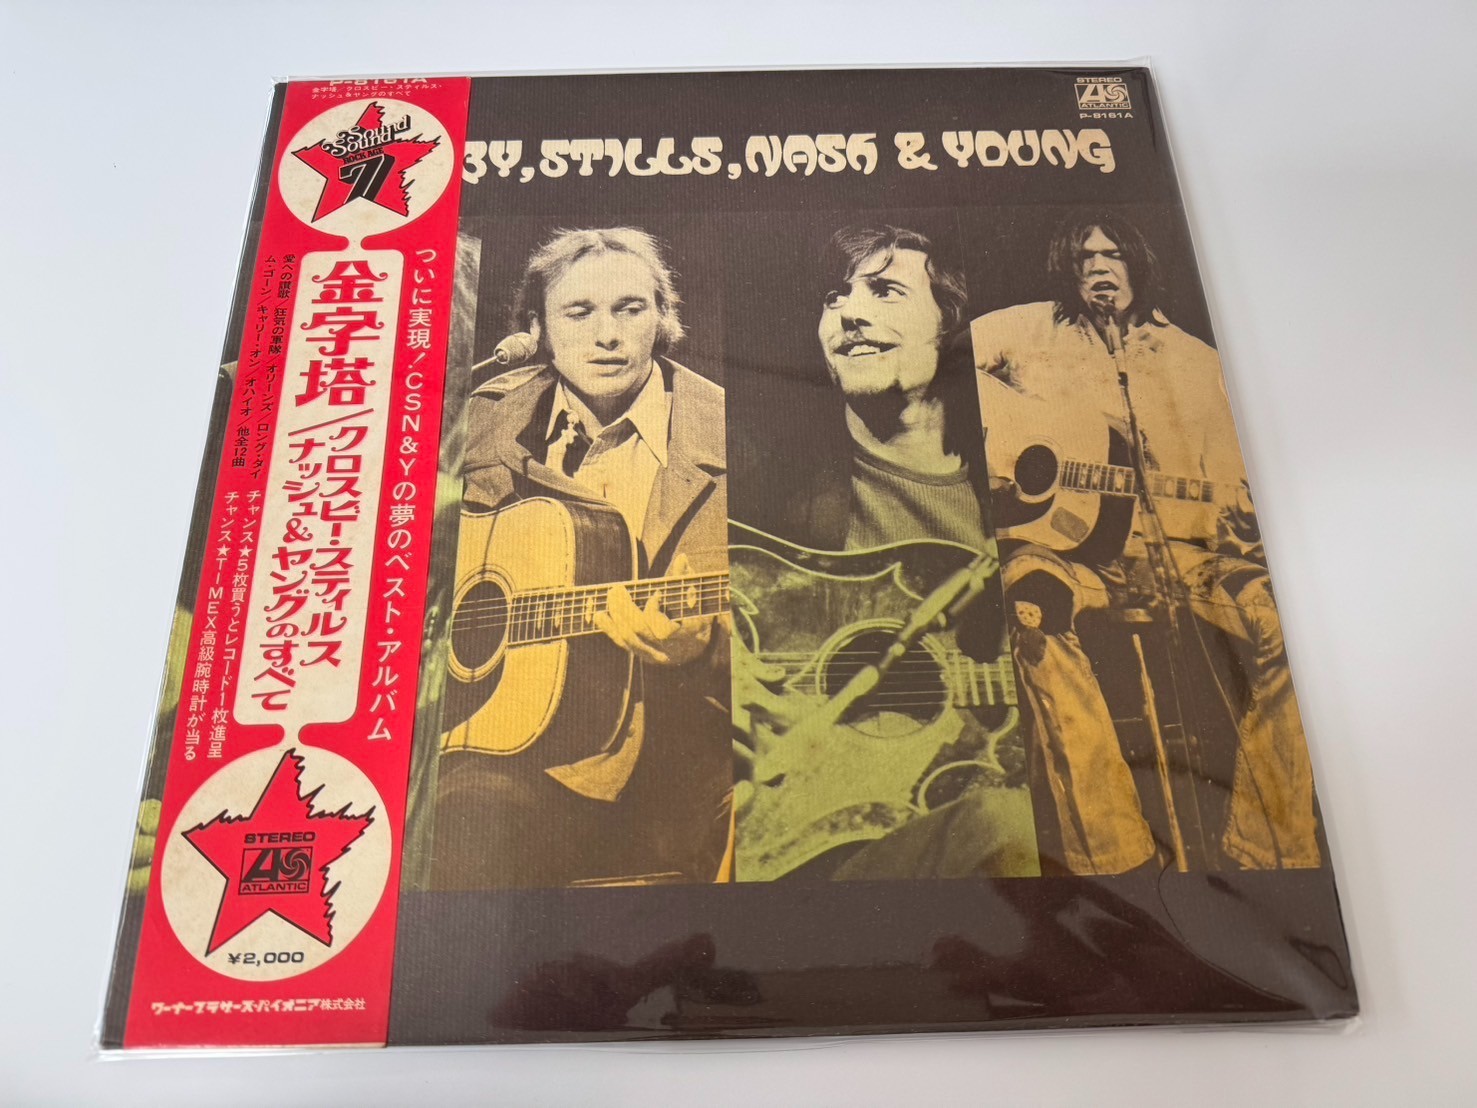 P-8161A
金字塔/クロスビー・スティルス・
ナッシュ&ヤングのすべて
Sound
Sound
ROCK AGE
7
ついに実現!CSN&Yの夢のベスト・アルバム
金字塔/クロスビー・スティルス
ナッシュ&ヤングのすべて
愛への讃歌/狂気の軍隊/オリーンズ/ロング・タイ
ム・ゴーン/キャリー・オン/オハイオ/他全12曲
チャンス★5枚買うとレコード1枚進呈
チャンス★TIMEX高級腕時計が当る
STEREO
ATLANTIC
¥2,000
ワーナーブラザース・パイオニア株式会社
STEREO
ATLANTIC
P-8161A
BY, STILLS, NASH & YOUNG